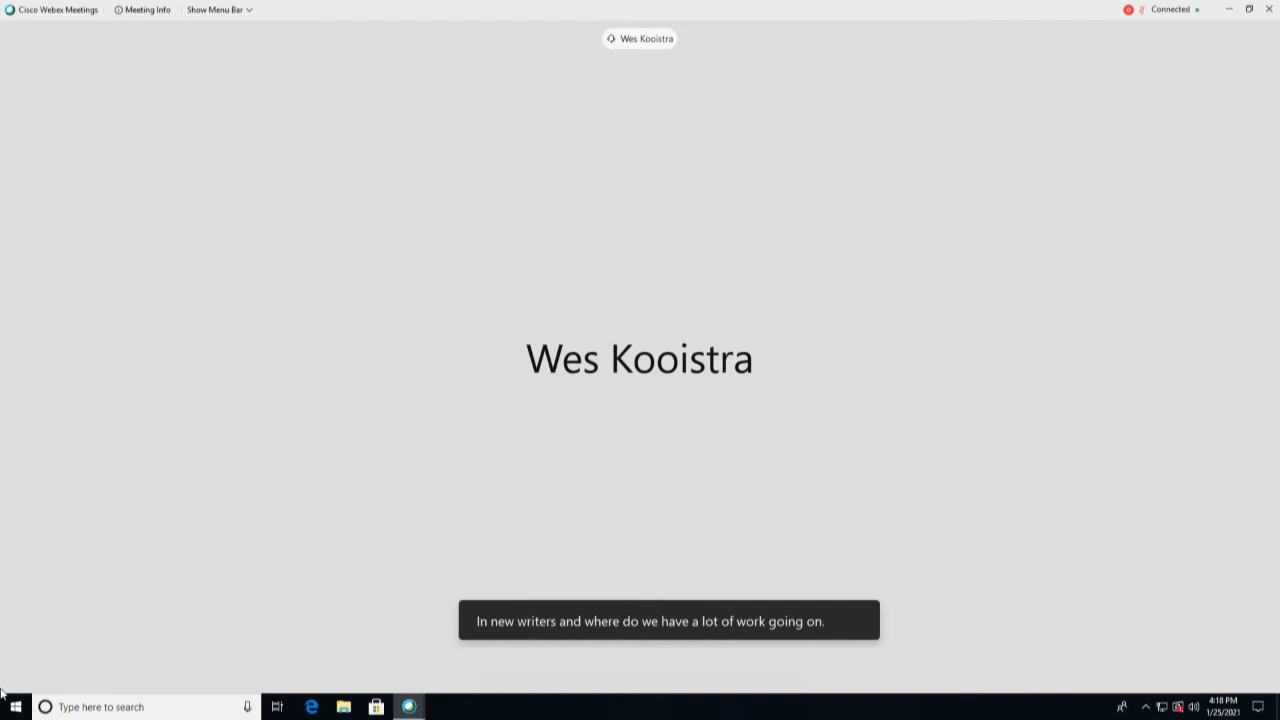 Cisco Webex Meetings Meeting Info Show Menu Bar Connected
Wes Kooistra
Wes Kooistra
In new writers and where do we have a lot of work going on.
Type here to search
4:18 PM
1/25/2021